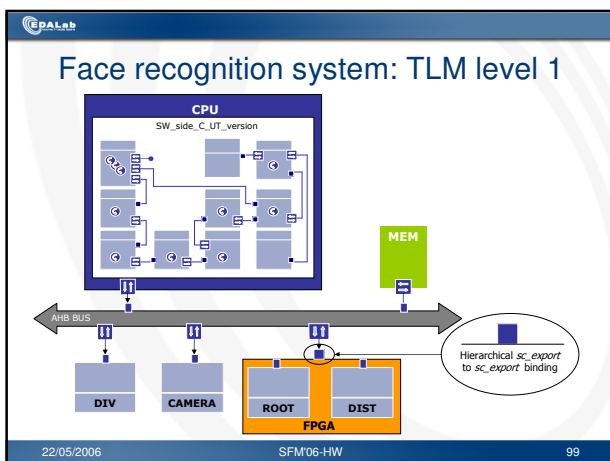 EDALab
Face recognition system: TLM level 1
CPU
SW_side_C_UT_version
MEM
AHB BUS
Hierarchical sc_export
to sc_export binding
DIV
CAMERA
ROOT
DIST
FPGA
22/05/2006
SFM'06-HW
99